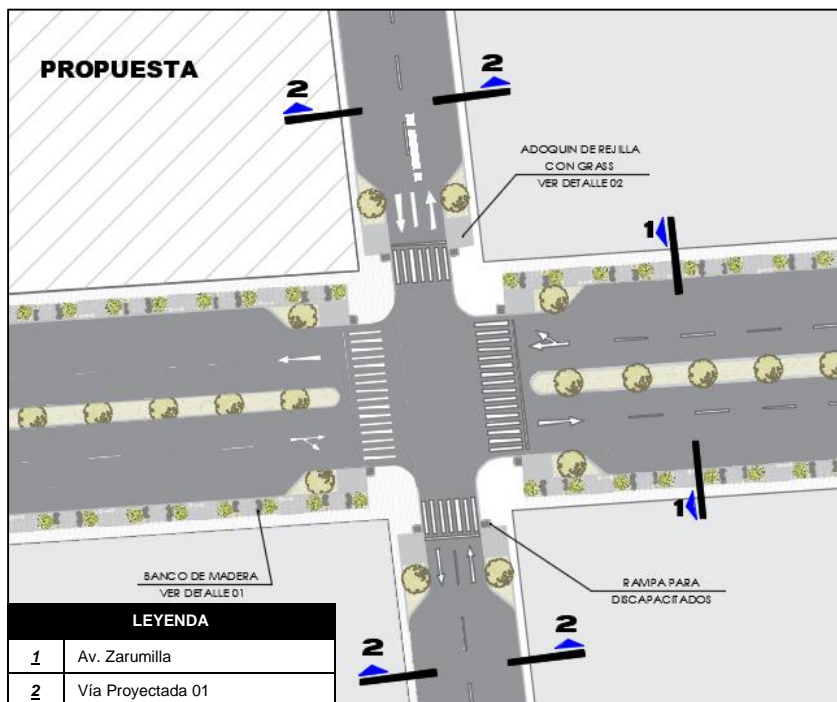 PROPUESTA
2
2
ADOQUIN DE REJILLA
CON GRASS
VER DETALLE 02
1
1
BANCO DE MADERA
VER DETALLE 01
RAMPA PARA
DISCAPACITADOS
2
2
LEYENDA
1 Av. Zarumilla
2 Vía Proyectada 01